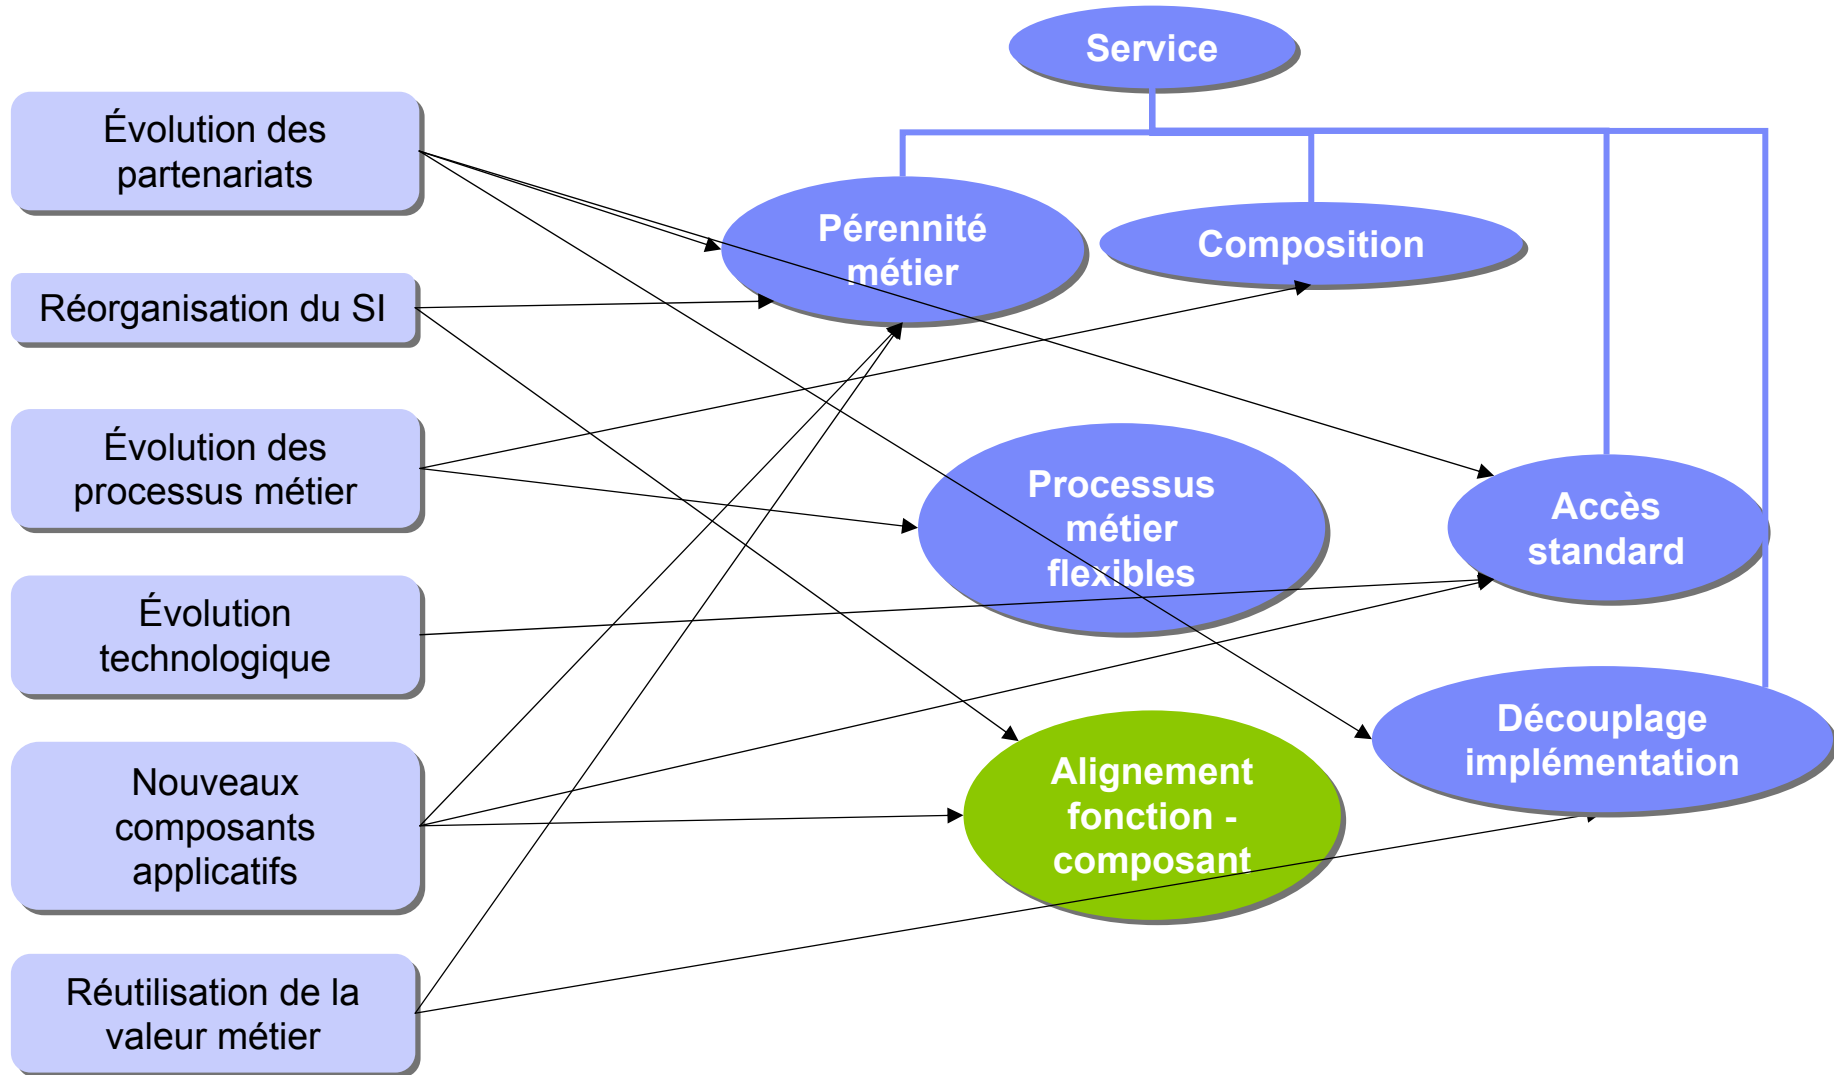 Service
Évolution des
partenariats
Pérennité
métier
Composition
Réorganisation du SI
Évolution des
processus métier
Processus
métier
flexibles
Accès
standard
Évolution
technologique
Découplage
implémentation
Alignement
fonction -
composant
Nouveaux
composants
applicatifs
Réutilisation de la
valeur métier